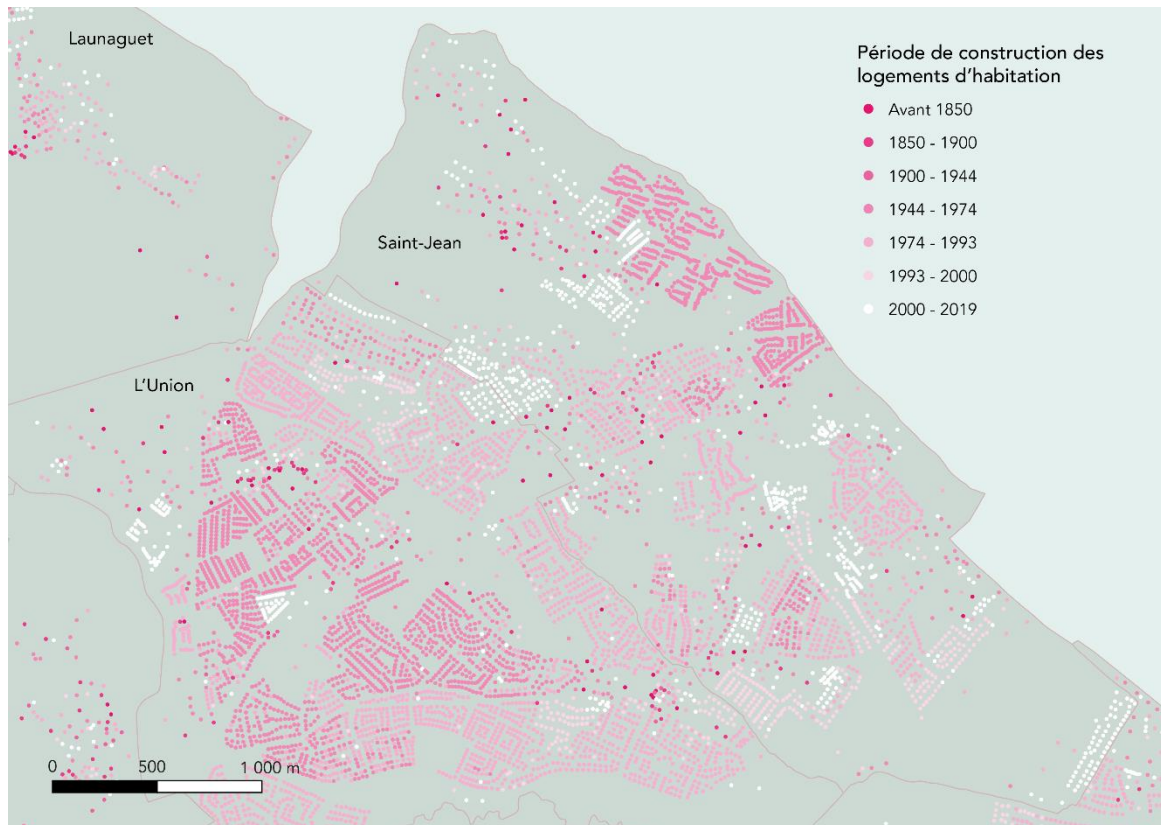 Launaguet
Saint-Jean
L'Union
Période de construction des
logements d'habitation
Avant 1850
1850 - 1900
1900 - 1944
1944 - 1974
1974 - 1993
1993 - 2000
2000 - 2019
0 500 1 000 m